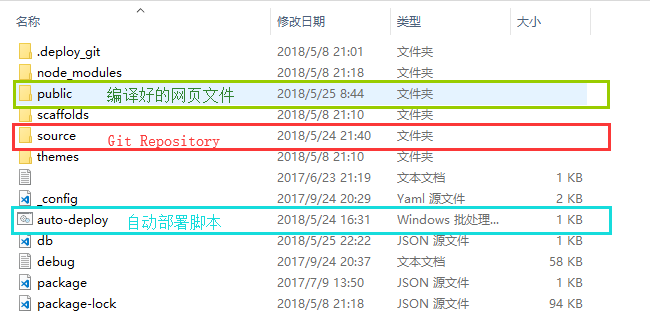 名称 修改日期 类型 大小
.deploy_git 2018/5/8 21:01 文件夹
node_modules 2018/5/8 21:18 文件夹
public 编译好的网页文件 2018/5/25 8:44 文件夹
scaffolds 2018/5/8 21:10 文件夹
source Git Repository 2018/5/24 21:40 文件夹
themes 2018/5/8 21:10 文件夹
2017/6/23 21:19 文本文档 1 KB
_config 2017/9/24 20:29 Yaml 源文件 2 KB
auto-deploy 自动部署脚本 2018/5/24 16:31 Windows 批处理... 1 KB
db 2018/5/25 22:22 JSON 源文件 1 KB
debug 2017/9/24 20:37 文本文档 58 KB
package 2017/7/9 13:50 JSON 源文件 1 KB
package-lock 2018/5/8 21:18 JSON 源文件 94 KB